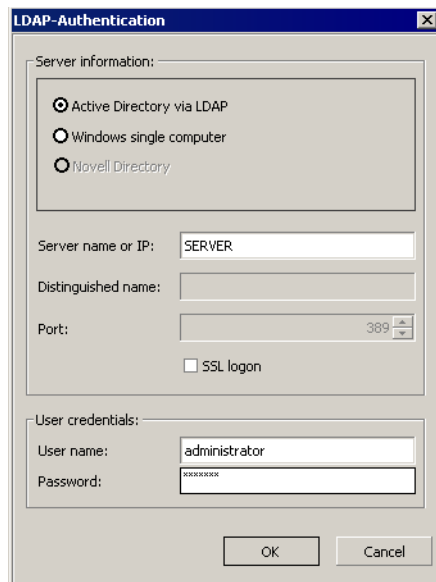 LDAP-Authentication
Server information:
Active Directory via LDAP
Windows single computer
Novell Directory
Server name or IP: SERVER
Distinguished name:
Port: 389
SSL logon
User credentials:
User name: administrator
Password: *******
OK Cancel